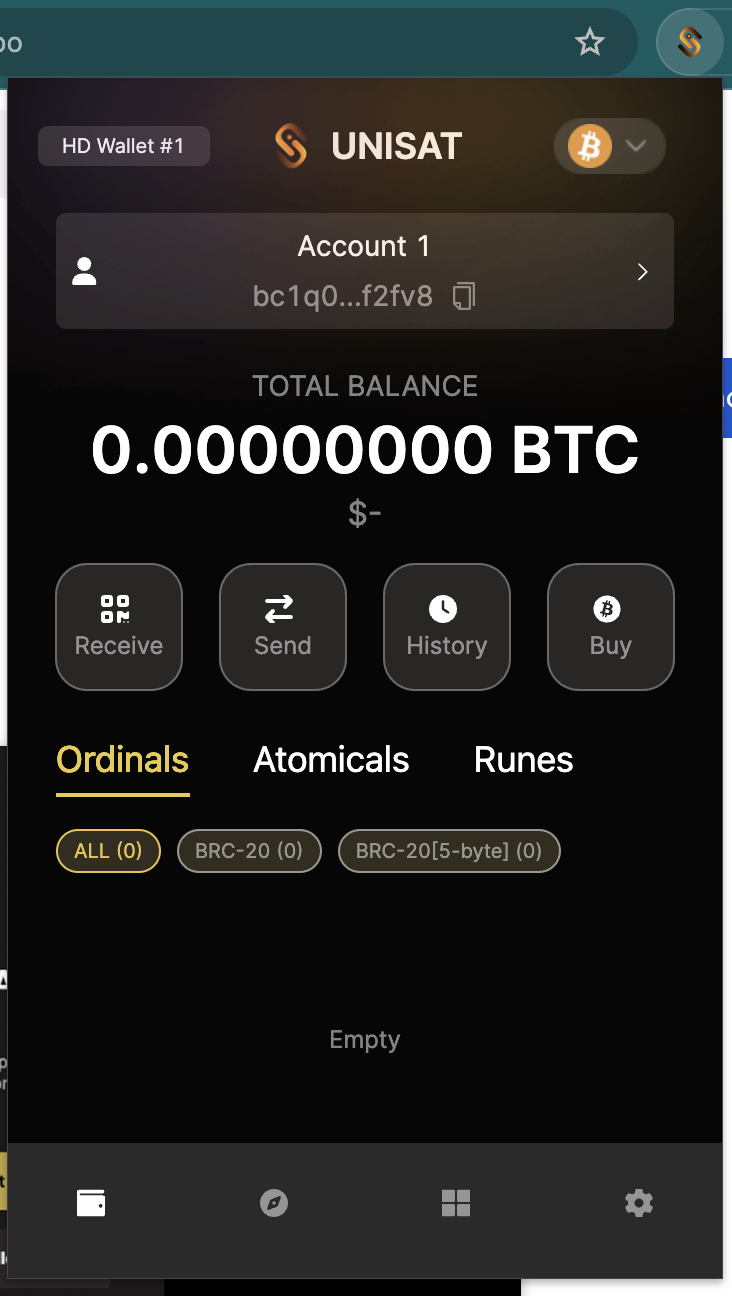 HD Wallet #1
UNISAT
Account 1
bc1q0...f2fv8
TOTAL BALANCE
0.00000000 BTC
$-
Receive
Send
History
Buy
Ordinals
Atomicals
Runes
ALL (0)
BRC-20 (0)
BRC-20[5-byte] (0)
Empty